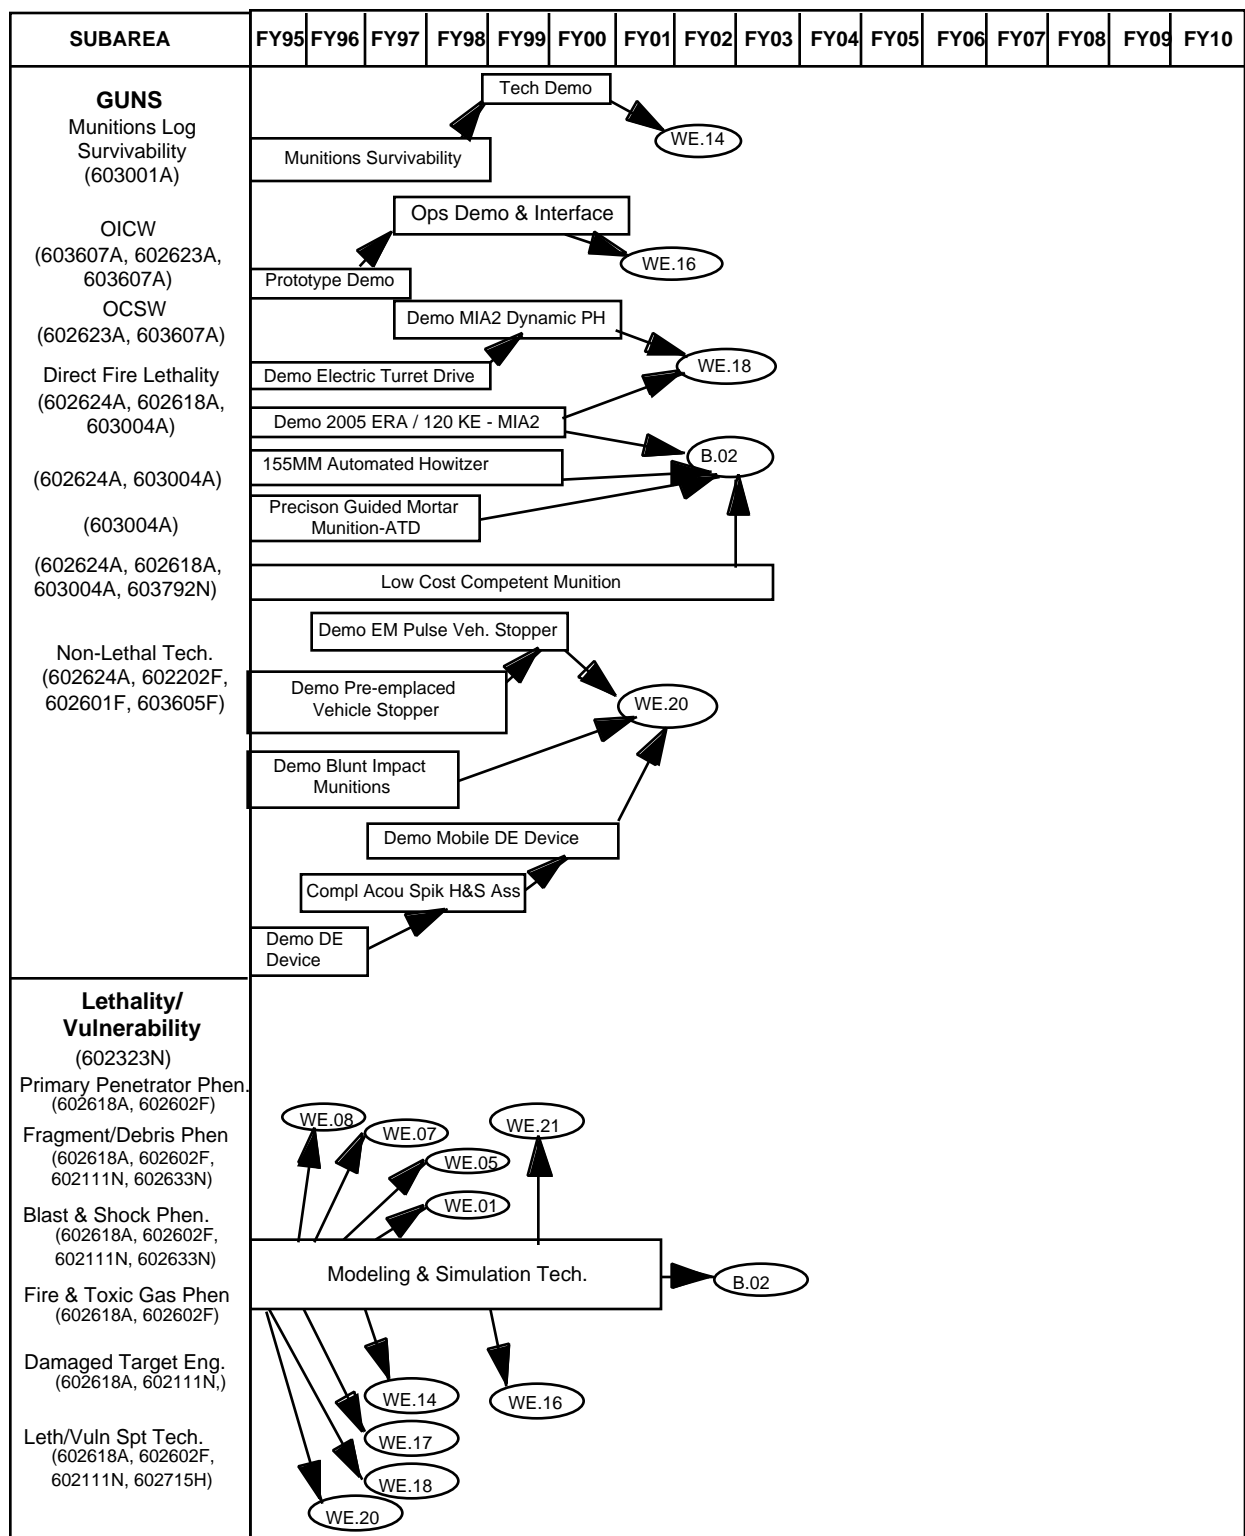 SUBAREA FY95 FY96 FY97 FY98 FY99 FY00 FY01 FY02 FY03 FY04 FY05 FY06 FY07 FY08 FY09 FY10
GUNS
Munitions Log
Survivability
(603001A)
Tech Demo
WE.14
Munitions Survivability
OICW
(603607A, 602623A,
603607A)
Ops Demo & Interface
WE.16
Prototype Demo
OCSW
(602623A, 603607A)
Demo MIA2 Dynamic PH
WE.18
Direct Fire Lethality
(602624A, 602618A,
603004A)
Demo Electric Turret Drive
Demo 2005 ERA / 120 KE - MIA2
B.02
(602624A, 603004A)
155MM Automated Howitzer
(603004A)
Precison Guided Mortar
Munition-ATD
(602624A, 602618A,
603004A, 603792N)
Low Cost Competent Munition
Non-Lethal Tech.
(602624A, 602202F,
602601F, 603605F)
Demo EM Pulse Veh. Stopper
Demo Pre-emplaced
Vehicle Stopper
WE.20
Demo Blunt Impact
Munitions
Demo Mobile DE Device
Compl Acou Spik H&S Ass
Demo DE
Device
Lethality/
Vulnerability
(602323N)
Primary Penetrator Phen.
(602618A, 602602F)
Fragment/Debris Phen
(602618A, 602602F,
602111N, 602633N)
Blast & Shock Phen.
(602618A, 602602F,
602111N, 602633N)
Fire & Toxic Gas Phen
(602618A, 602602F)
Damaged Target Eng.
(602618A, 602111N,)
Leth/Vuln Spt Tech.
(602618A, 602602F,
602111N, 602715H)
WE.08
WE.07
WE.21
WE.05
WE.01
Modeling & Simulation Tech.
B.02
WE.14
WE.16
WE.17
WE.18
WE.20